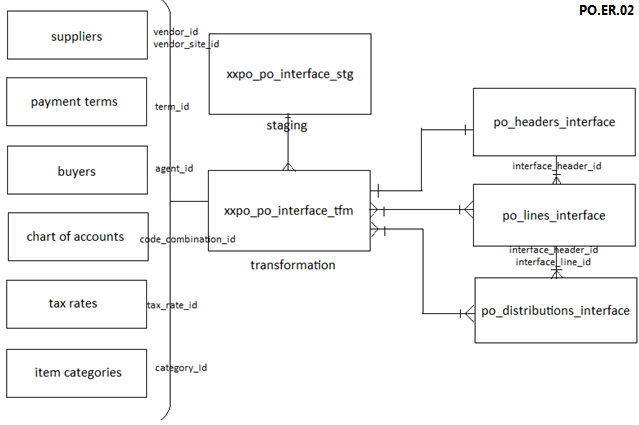 PO.ER.02
suppliers
vendor_id
vendor_site_id
payment terms
term_id
buyers
agent_id
chart of accounts
code_combination_id
tax rates
tax_rate_id
item categories
category_Id
xxpo_po_interface_stg
staging
xxpo_po_interface_tfm
transformation
po_headers_interface
interface_header_id
po_lines_interface
interface_header_id
interface_line_id
po_distributions_interface